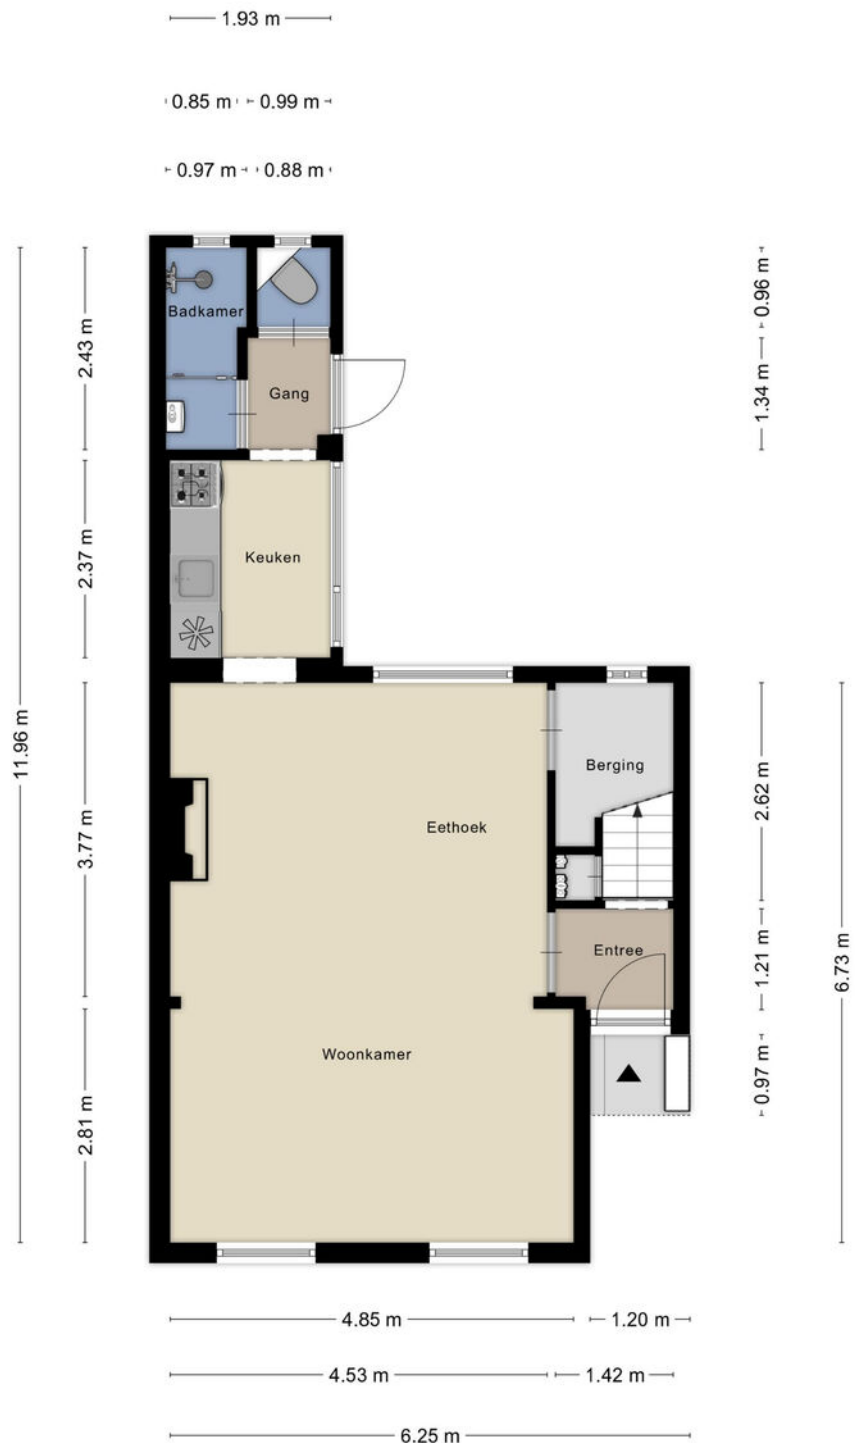 1.93 m
0.85 m
0.99 m
0.97 m
0.88 m
Badkamer
Gang
Keuken
Berging
Eethoek
Entree
Woonkamer
11.96 m
2.43 m
2.37 m
3.77 m
2.81 m
0.96 m
1.34 m
2.62 m
1.21 m
0.97 m
6.73 m
4.85 m
1.20 m
4.53 m
1.42 m
6.25 m